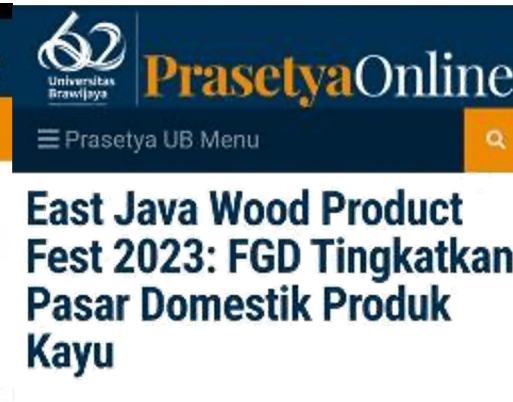 62
Universitas
Brawijaya
PrasetyaOnline
Prasetya UB Menu
East Java Wood Product
Fest 2023: FGD Tingkatkan
Pasar Domestik Produk
Kayu